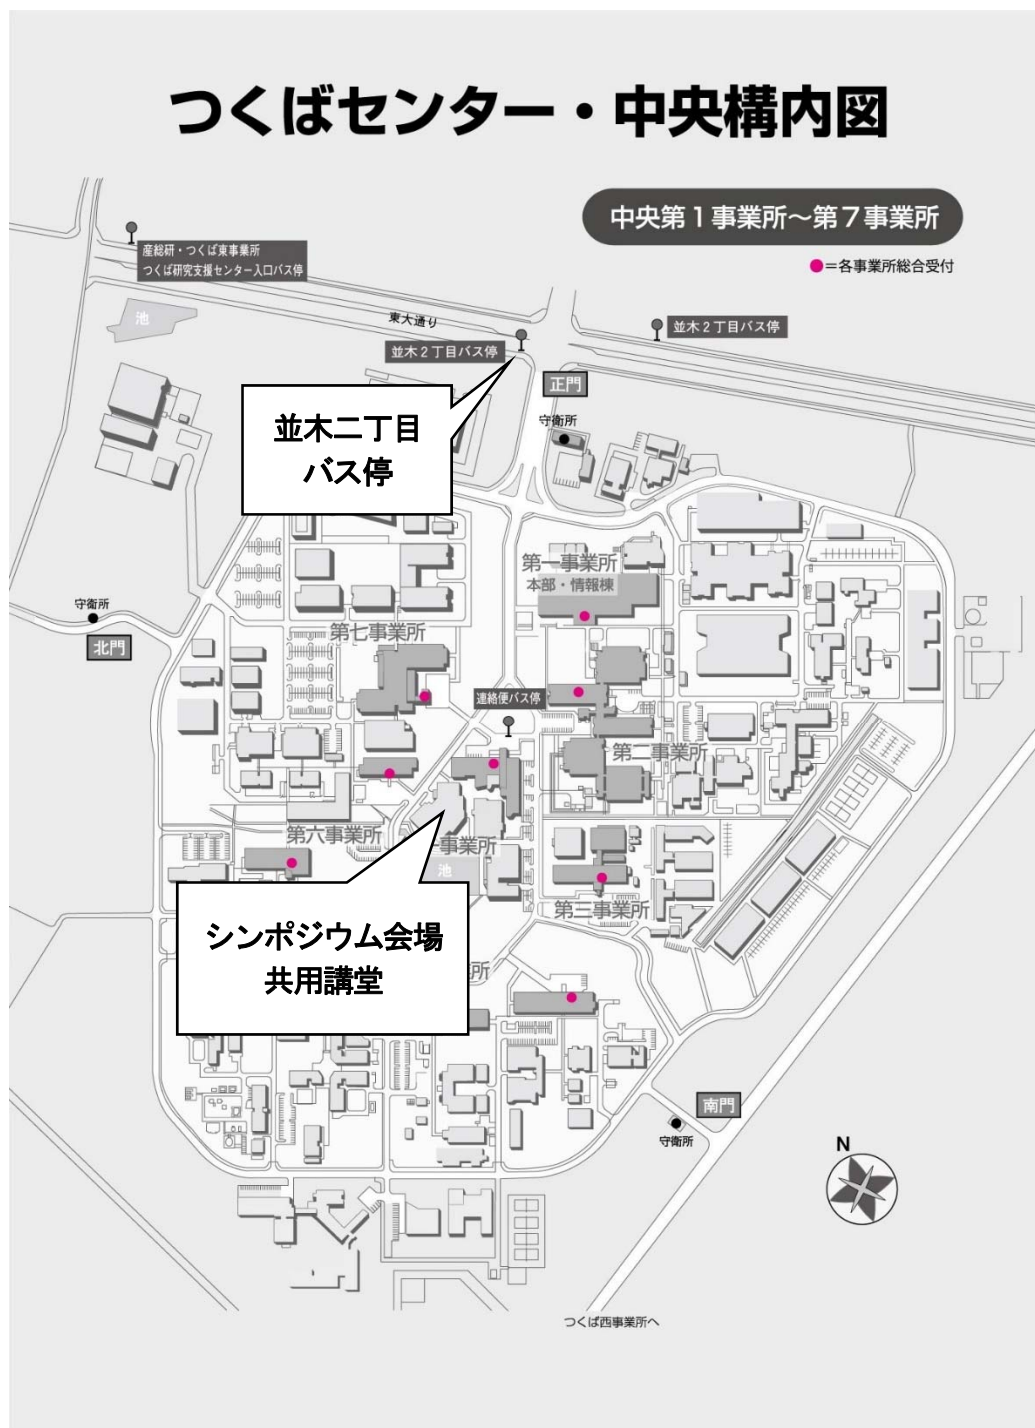 つくばセンター・中央構内図
中央第1事業所～第7事業所
●＝各事業所総合受付
産総研・つくば東事業所
つくば研究支援センター入口バス停
池
東大通り
並木2丁目バス停
並木2丁目バス停
正門
守衛所
並木二丁目
バス停
第一事業所
本部・情報棟
守衛所
北門
第七事業所
連絡便バス停
第二事業所
第六事業所
事業所
池
第三事業所
シンポジウム会場
共用講堂
所
南門
守衛所
N
つくば西事業所へ